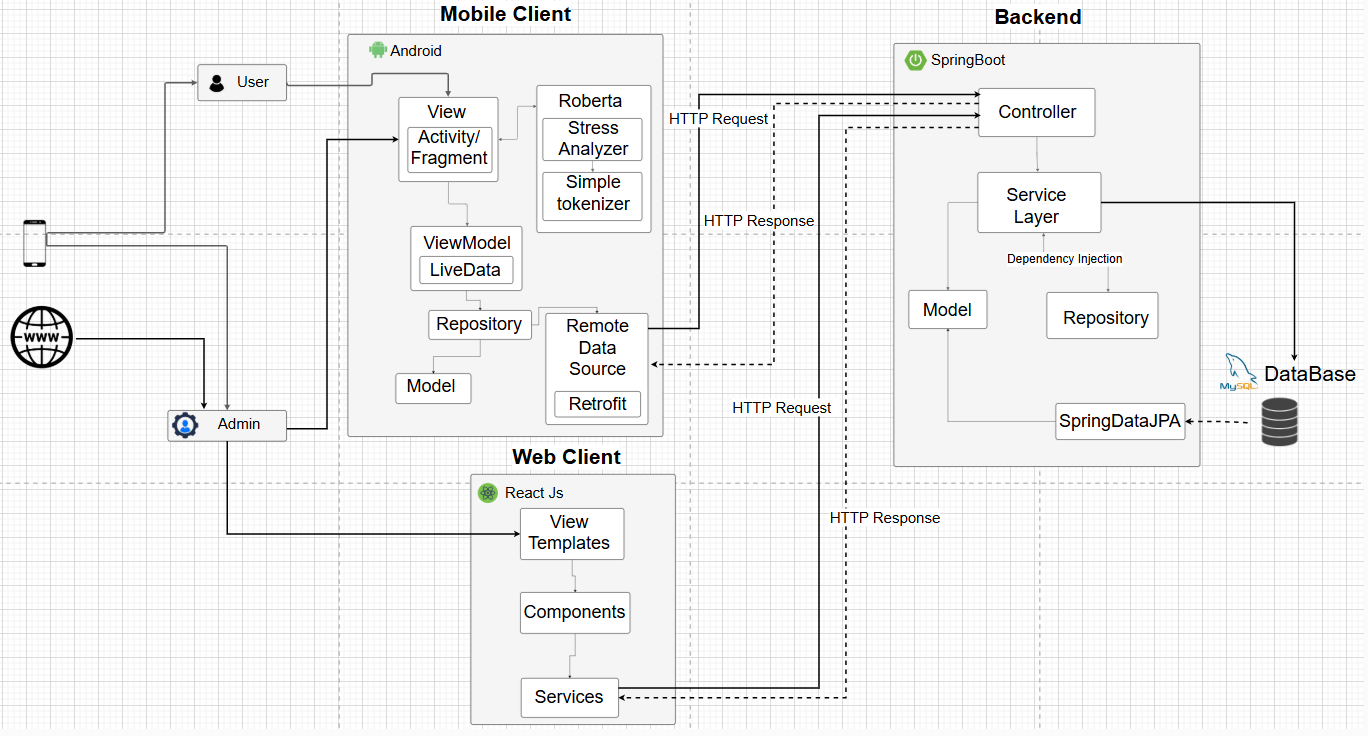 Mobile Client
Backend
Android
SpringBoot
User
View
Activity/
Fragment
Roberta
Stress
Analyzer
Simple
tokenizer
HTTP Request
Controller
Service
Layer
HTTP Response
ViewModel
LiveData
Dependency Injection
Repository
Remote
Data
Source
Retrofit
Model
Model
Repository
WWW
MySQL
DataBase
HTTP Request
SpringDataJPA
Admin
Web Client
React Js
View
Templates
HTTP Response
Components
Services